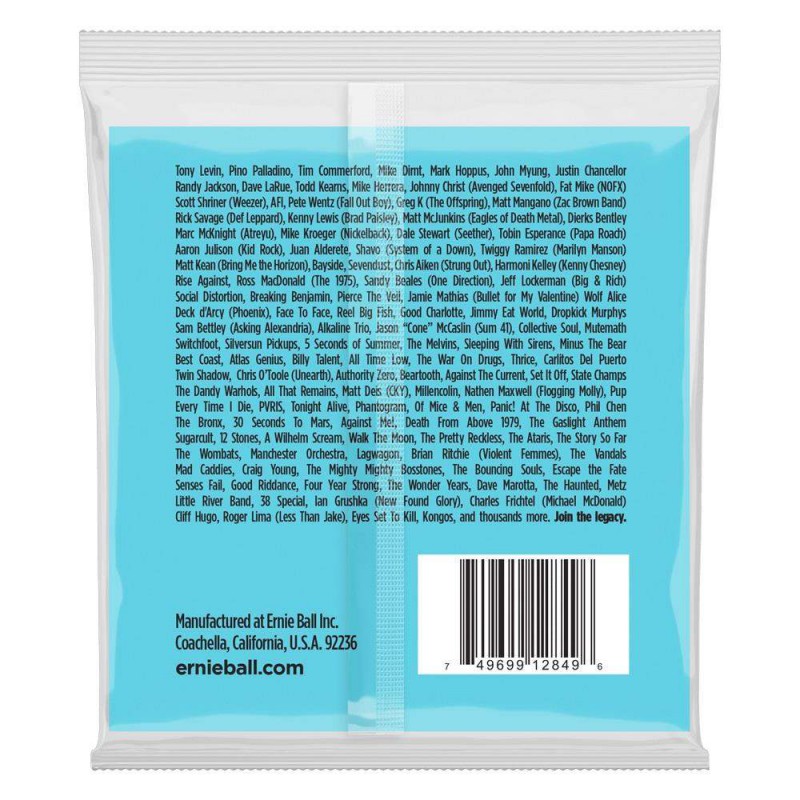 Tony Levin, Pino Palladino, Tim Commerford, Mike Dirnt, Mark Hoppus, John Myung, Justin Chancellor
Randy Jackson, Dave LaRue, Todd Kearns, Mike Herrera, Johnny Christ (Avenged Sevenfold), Fat Mike (NOFX)
Scott Shriner (Weezer), AFI, Pete Wentz (Fall Out Boy), Greg K (The Offspring), Matt Mangano (Zac Brown Band)
Rick Savage (Def Leppard), Kenny Lewis (Brad Paisley), Matt McJunkins (Eagles of Death Metal), Dierks Bentley
Marc McKnight (Atreyu), Mike Kroeger (Nickelback), Dale Stewart (Seether), Tobin Esperance (Papa Roach)
Aaron Julison (Kid Rock), Juan Alderete, Shavo (System of a Down), Twiggy Ramirez (Marilyn Manson)
Matt Kean (Bring Me the Horizon), Bayside, Sevendust, Chris Aiken (Strung Out), Harmoni Kelley (Kenny Chesney)
Rise Against, Ross MacDonald (The 1975), Sandy Beales (One Direction), Jeff Lockerman (Big & Rich)
Social Distortion, Breaking Benjamin, Pierce The Veil, Jamie Mathias (Bullet for My Valentine) Wolf Alice
Deck d'Arcy (Phoenix), Face To Face, Reel Big Fish, Good Charlotte, Jimmy Eat World, Dropkick Murphys
Sam Bettley (Asking Alexandria), Alkaline Trio, Jason "Cone" McCaslin (Sum 41), Collective Soul, Mutemath
Switchfoot, Silversun Pickups, 5 Seconds of Summer, The Melvins, Sleeping With Sirens, Minus The Bear
Best Coast, Atlas Genius, Billy Talent, All Time Low, The War On Drugs, Thrice, Carlitos Del Puerto
Twin Shadow, Chris O'Toole (Unearth), Authority Zero, Beartooth, Against The Current, Set It Off, State Champs
The Dandy Warhols, All That Remains, Matt Deis (CKY), Millencolin, Nathen Maxwell (Flogging Molly), Pup
Every Time I Die, PVRIS, Tonight Alive, Phantogram, Of Mice & Men, Panic! At The Disco, Phil Chen
The Bronx, 30 Seconds To Mars, Against Me!, Death From Above 1979, The Gaslight Anthem
Sugarcult, 12 Stones, A Wilhelm Scream, Walk The Moon, The Pretty Reckless, The Ataris, The Story So Far
The Wombats, Manchester Orchestra, Lagwagon, Brian Ritchie (Violent Femmes), The Vandals
Mad Caddies, Craig Young, The Mighty Mighty Bosstones, The Bouncing Souls, Escape the Fate
Senses Fail, Good Riddance, Four Year Strong, The Wonder Years, Dave Marotta, The Haunted, Metz
Little River Band, 38 Special, Ian Grushka (New Found Glory), Charles Frichtel (Michael McDonald)
Cliff Hugo, Roger Lima (Less Than Jake), Eyes Set To Kill, Kongos, and thousands more. Join the legacy.
Manufactured at Ernie Ball Inc.
Coachella, California, U.S.A. 92236
ernieball.com
7 49699 12849 6